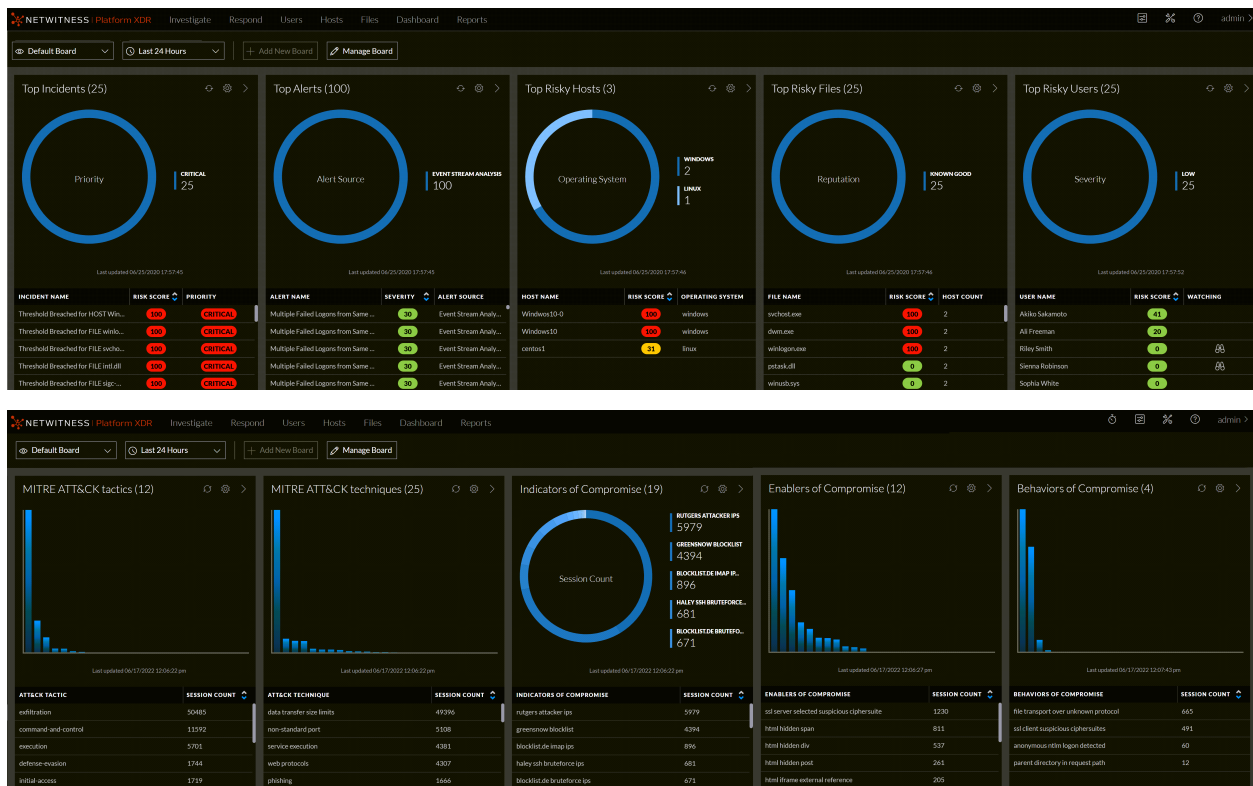 NETWITNESS | Platform XDR Investigate Respond Users Hosts Files Dashboard Reports admin >
Default Board Last 24 Hours + Add New Board Manage Board
Top Incidents (25)
Priority
CRITICAL
25
Last updated 06/25/2020 17:57:45
INCIDENT NAME RISK SCORE PRIORITY
Threshold Breached for HOST Win... 100 CRITICAL
Threshold Breached for FILE winlo... 100 CRITICAL
Threshold Breached for FILE svcho... 100 CRITICAL
Threshold Breached for FILE intl.dll 100 CRITICAL
Threshold Breached for FILE sigc-... 100 CRITICAL
Top Alerts (100)
Alert Source
EVENT STREAM ANALYSIS
100
Last updated 06/25/2020 17:57:45
ALERT NAME SEVERITY ALERT SOURCE
Multiple Failed Logons from Same ... 30 Event Stream Analy...
Multiple Failed Logons from Same ... 30 Event Stream Analy...
Multiple Failed Logons from Same ... 30 Event Stream Analy...
Multiple Failed Logons from Same ... 30 Event Stream Analy...
Multiple Failed Logons from Same ... 30 Event Stream Analy...
Top Risky Hosts (3)
Operating System
WINDOWS
2
LINUX
1
Last updated 06/25/2020 17:57:46
HOST NAME RISK SCORE OPERATING SYSTEM
Windwos10-0 100 windows
Windows10 100 windows
centos1 31 linux
Top Risky Files (25)
Reputation
KNOWN GOOD
25
Last updated 06/25/2020 17:57:46
FILE NAME RISK SCORE HOST COUNT
svchost.exe 100 2
dwm.exe 100 2
winlogon.exe 100 2
pstask.dll 0 2
winusb.sys 0 2
Top Risky Users (25)
Severity
LOW
25
Last updated 06/25/2020 17:57:52
USER NAME RISK SCORE WATCHING
Akiko Sakamoto 41
Ali Freeman 20
Riley Smith 0
Sienna Robinson 0
Sophia White 0
NETWITNESS | Platform XDR Investigate Respond Users Hosts Files Dashboard Reports admin >
Default Board Last 24 Hours + Add New Board Manage Board
MITRE ATT&CK tactics (12)
Last updated 06/17/2022 12:06:22 pm
ATT&CK TACTIC SESSION COUNT
exfiltration 50485
command-and-control 11592
execution 5701
defense-evasion 1744
initial-access 1719
MITRE ATT&CK techniques (25)
Last updated 06/17/2022 12:06:22 pm
ATT&CK TECHNIQUE SESSION COUNT
data transfer size limits 49396
non-standard port 5108
service execution 4381
web protocols 4307
phishing 1666
Indicators of Compromise (19)
Session Count
RUTGERS ATTACKER IPS
5979
GREENSNOW BLOCKLIST
4394
BLOCKLIST.DE IMAP IP...
896
HALEY SSH BRUTEFORCE...
681
BLOCKLIST.DE BRUTEFO...
671
Last updated 06/17/2022 12:06:22 pm
INDICATORS OF COMPROMISE SESSION COUNT
rutgers attacker ips 5979
greensnow blocklist 4394
blocklist.de imap ips 896
haley ssh bruteforce ips 681
blocklist.de bruteforce ips 671
Enablers of Compromise (12)
Last updated 06/17/2022 12:06:27 pm
ENABLERS OF COMPROMISE SESSION COUNT
ssl server selected suspicious ciphersuite 1230
html hidden span 811
html hidden div 537
html hidden post 261
html iframe external reference 205
Behaviors of Compromise (4)
Last updated 06/17/2022 12:07:43 pm
BEHAVIORS OF COMPROMISE SESSION COUNT
file transport over unknown protocol 665
ssl client suspicious ciphersuites 491
anonymous ntlm logon detected 60
parent directory in request path 12